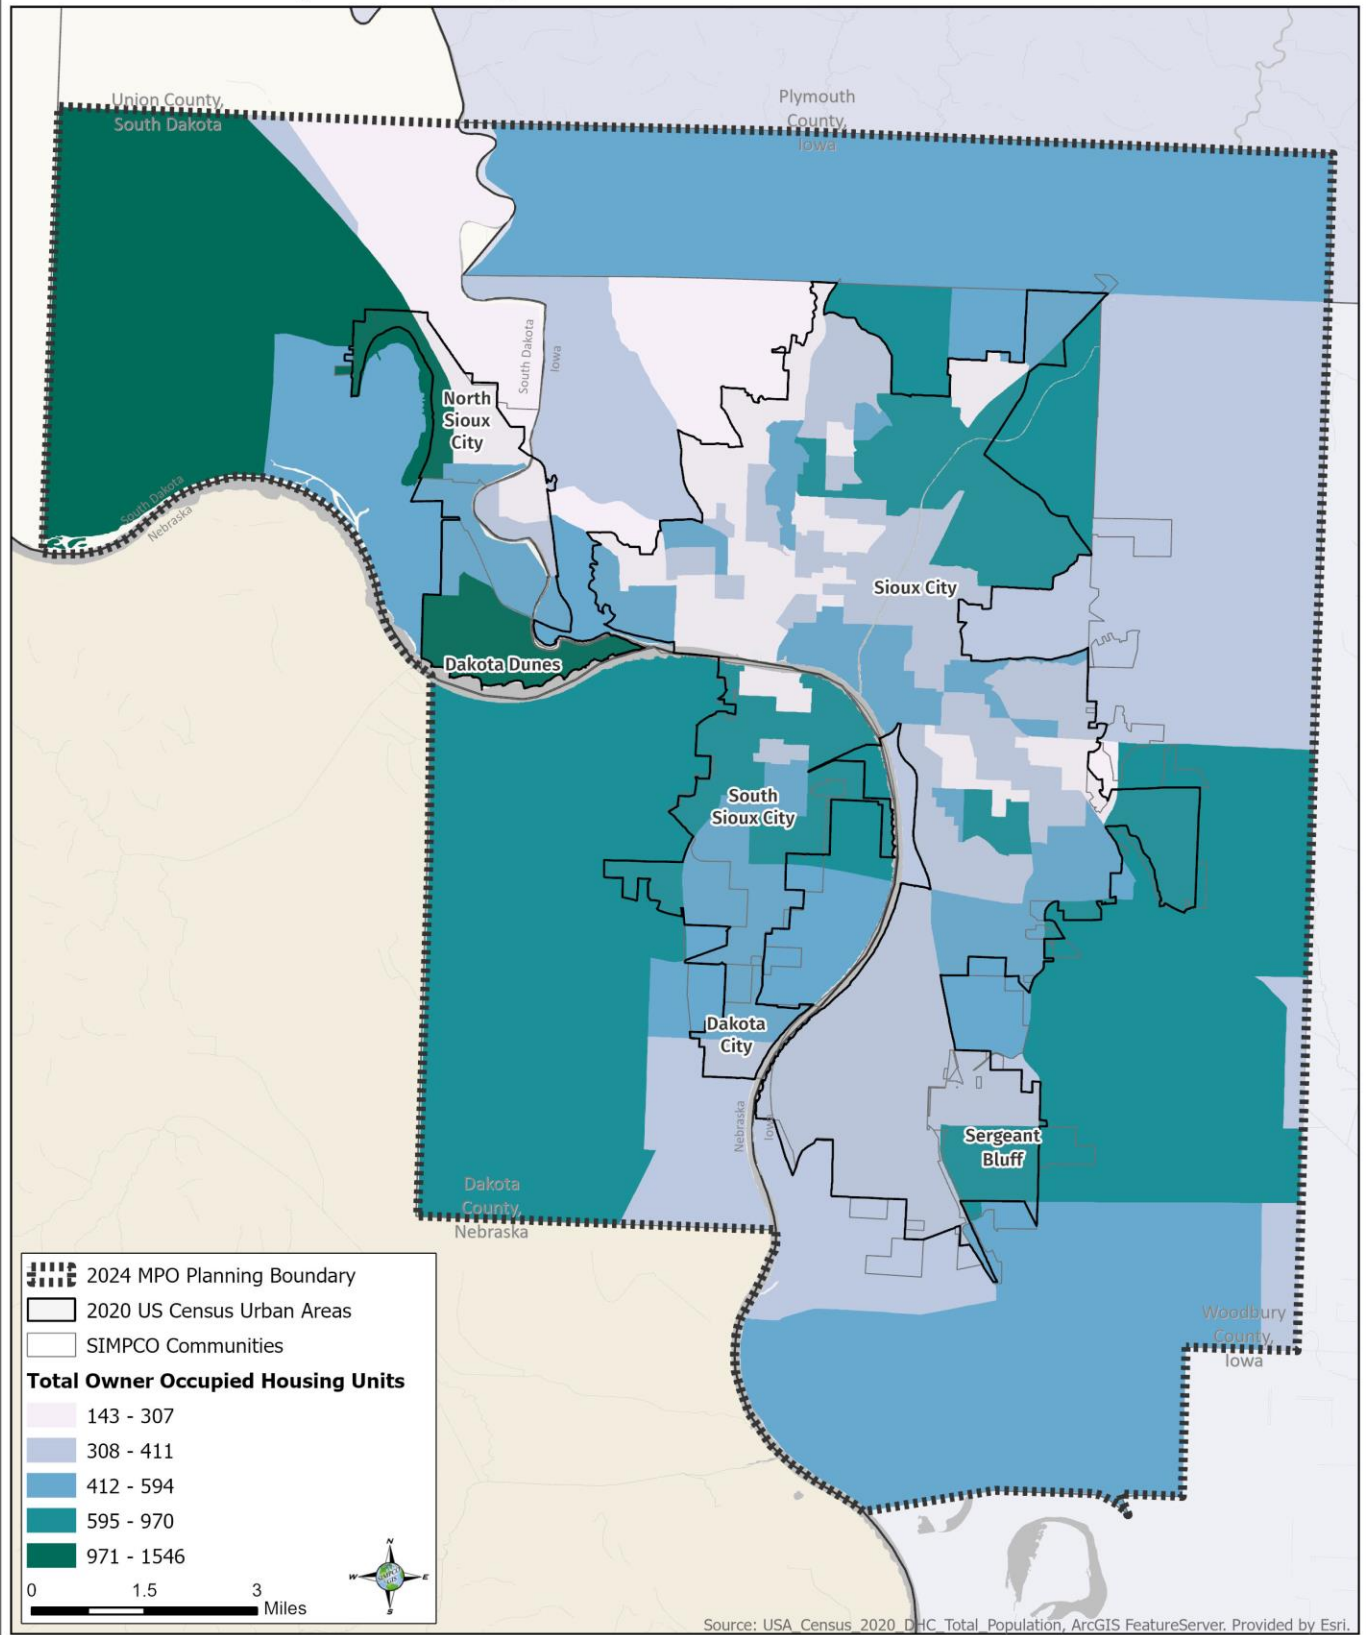 Union County,
South Dakota
Plymouth
County,
Iowa
South Dakota
Iowa
North
Sioux
City
South Dakota
Nebraska
Sioux City
Dakota Dunes
South
Sioux City
Dakota
City
Nebraska
Iowa
Sergeant
Bluff
Dakota
County,
Nebraska
Woodbury
County,
Iowa
2024 MPO Planning Boundary
2020 US Census Urban Areas
SIMPCO Communities
Total Owner Occupied Housing Units
143 - 307
308 - 411
412 - 594
595 - 970
971 - 1546
0 1.5 3
Miles
N
W E
S
SIMPCO
GIS
Source: USA_Census_2020_DHC_Total_Population, ArcGIS FeatureServer. Provided by Esri.